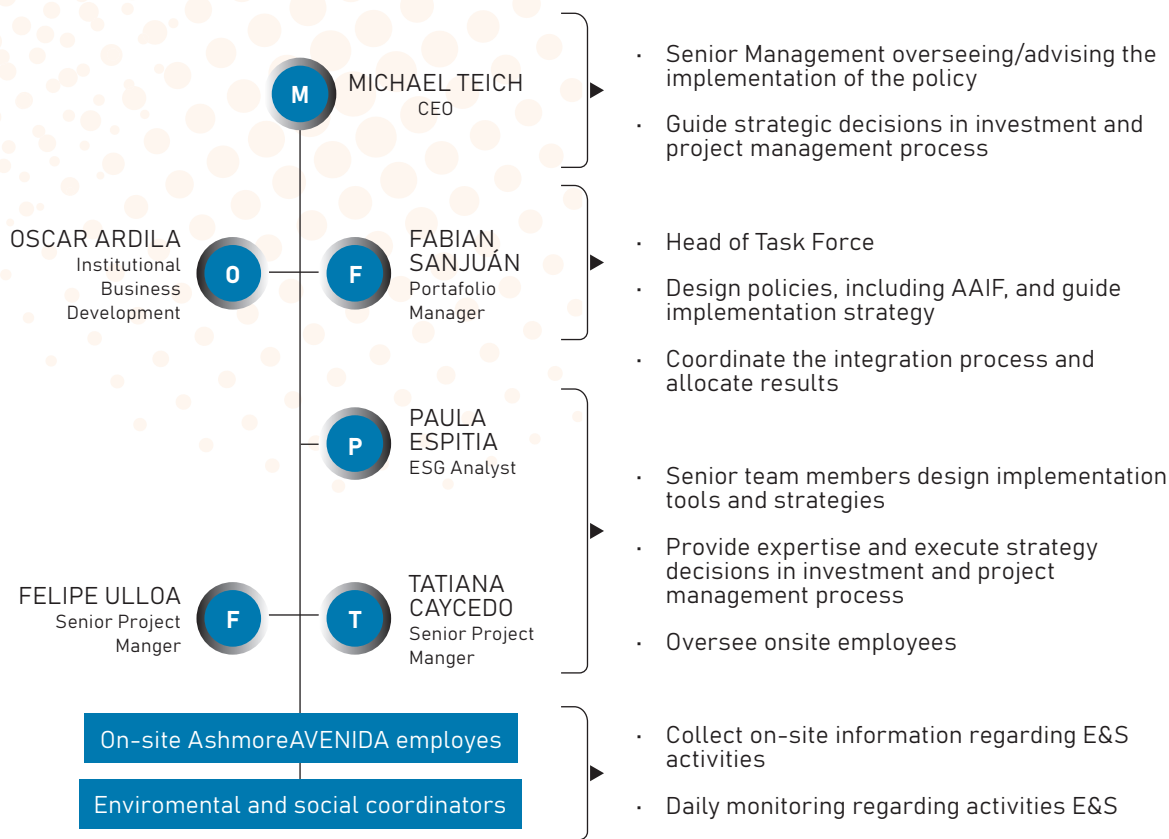 M
MICHAEL TEICH
CEO
· Senior Management overseeing/advising the
implementation of the policy
· Guide strategic decisions in investment and
project management process
OSCAR ARDILA
Institutional
Business
Development
O
F
FABIAN
SANJUÁN
Portafolio
Manager
· Head of Task Force
· Design policies, including AAIF, and guide
implementation strategy
· Coordinate the integration process and
allocate results
P
PAULA
ESPITIA
ESG Analyst
FELIPE ULLOA
Senior Project
Manger
F
T
TATIANA
CAYCEDO
Senior Project
Manger
· Senior team members design implementation
tools and strategies
· Provide expertise and execute strategy
decisions in investment and project
management process
· Oversee onsite employees
On-site AshmoreAVENIDA employes
Enviromental and social coordinators
· Collect on-site information regarding E&S
activities
· Daily monitoring regarding activities E&S